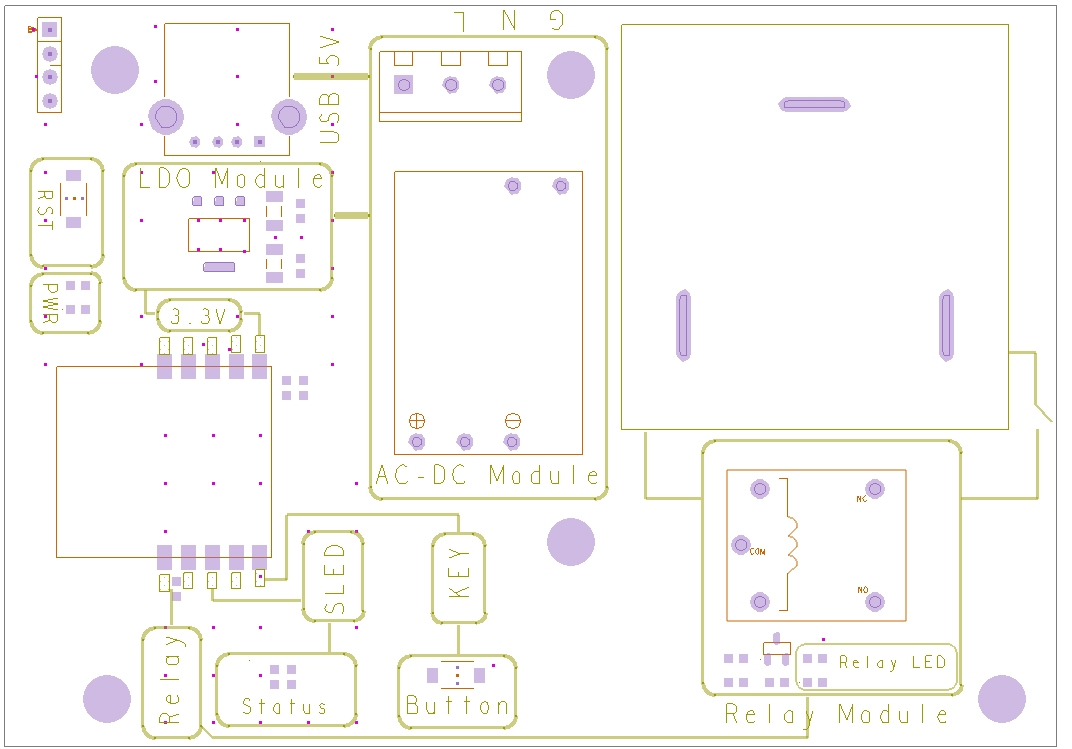 G N L
USB 5V
LDO Module
RST
PWR
3.3V
AC-DC Module
NC
COM
NO
SLED
KEY
Relay
Status
Button
Relay LED
Relay Module